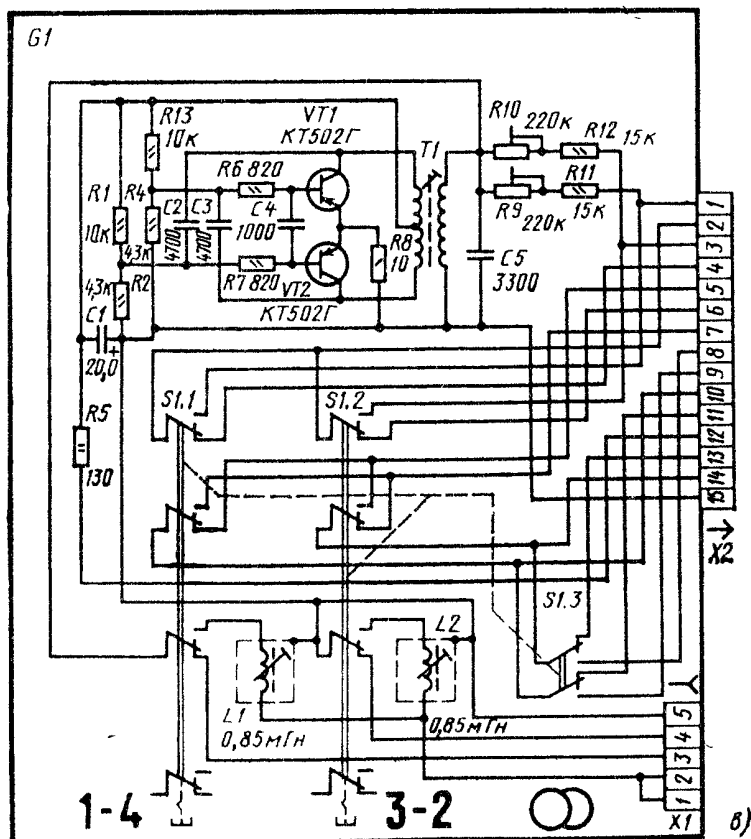 G1
R13
10к
VT1
КТ502Г
T1
R10
220к
R12
15к
R1
10к
R4
43к
C2
4700
C3
4700
R6 820
C4
1000
R8
10
R11
15к
R9
220к
4,3к
R2
R7 820
VT2
КТ502Г
C5
3300
C1
+
20,0
R5
130
S1.1
S1.2
1
2
3
4
5
6
7
8
9
10
11
12
13
14
15
X2
S1.3
L1
0,85мГн
L2
0,85мГн
5
4
3
2
1
X1
1-4
3-2
в)